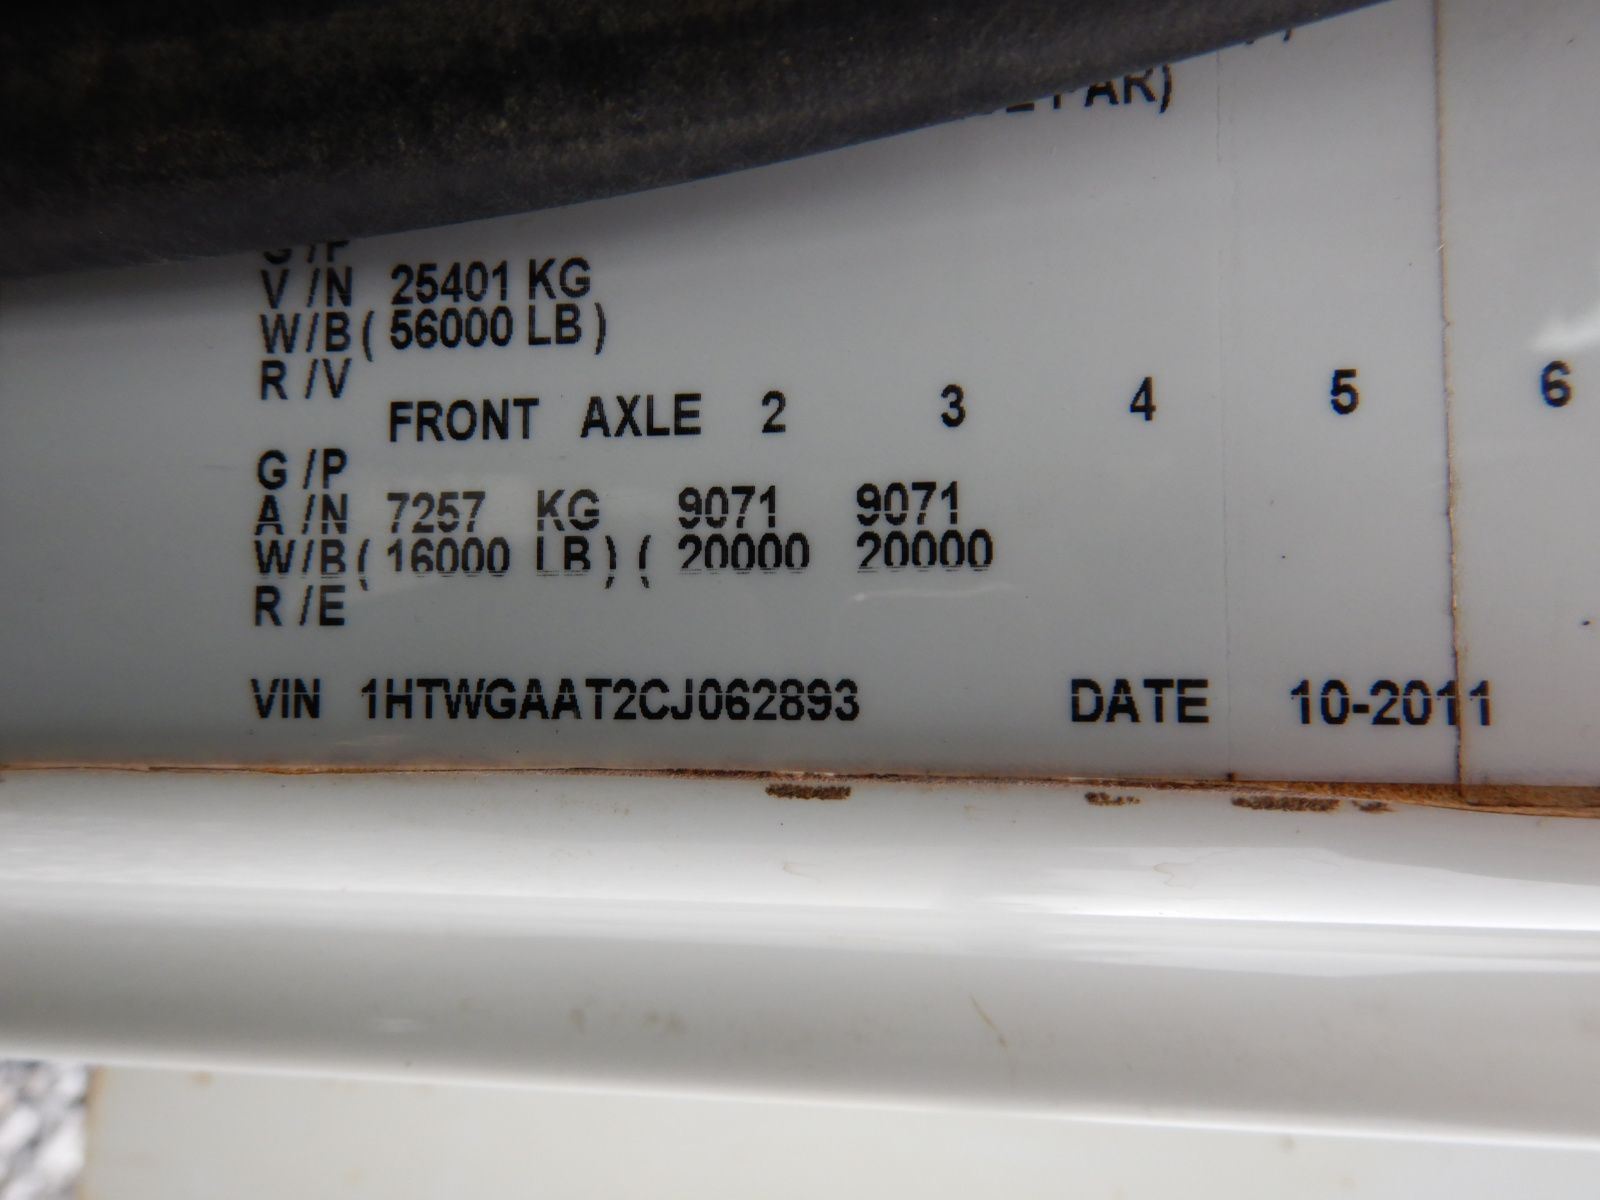 PAR)
G/P
V/N 25401 KG
W/B ( 56000 LB )
R/V
FRONT AXLE 2 3 4 5 6
G/P
A/N 7257 KG 9071 9071
W/B ( 16000 LB ) ( 20000 20000
R/E
VIN 1HTWGAAT2CJ062893 DATE 10-2011